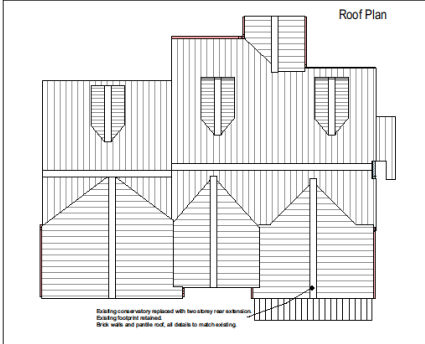 Roof Plan
Existing conservatory replaced with two storey rear extension.
Existing footprint retained.
Brick walls and pantile roof, all details to match existing.